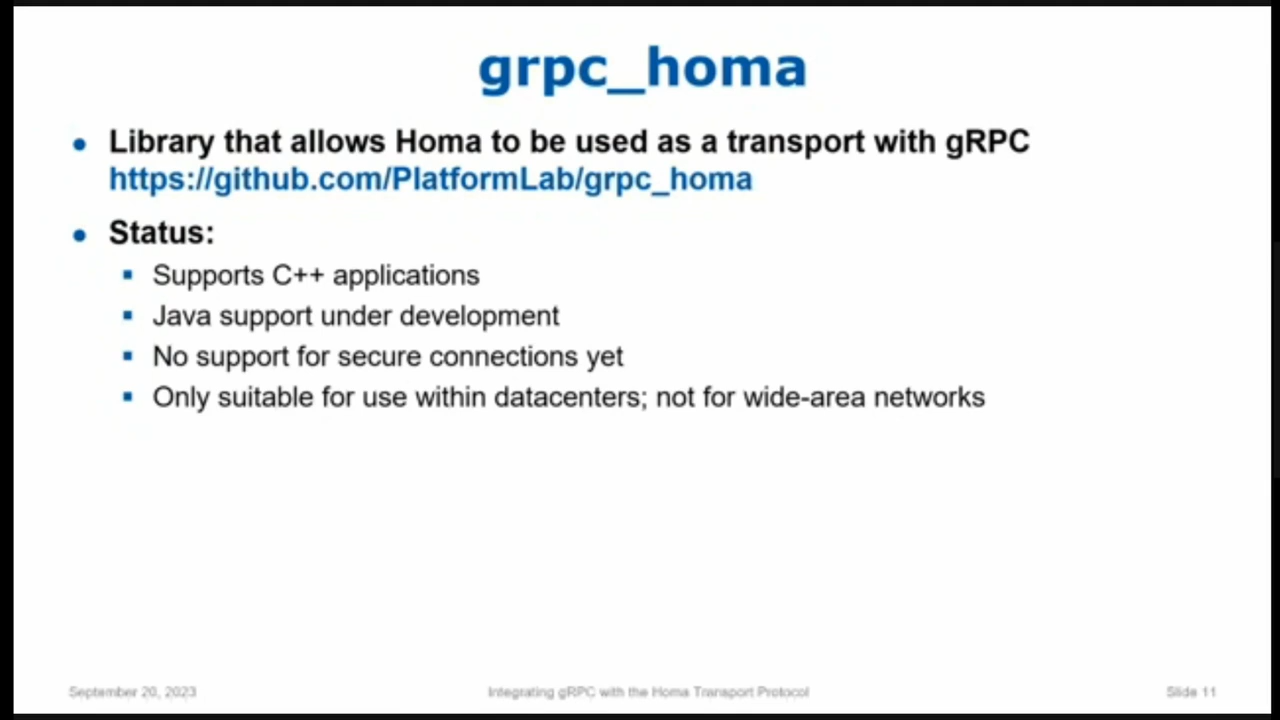 grpc_homa
Library that allows Homa to be used as a transport with gRPC
https://github.com/PlatformLab/grpc_homa
Status:
Supports C++ applications
Java support under development
No support for secure connections yet
Only suitable for use within datacenters; not for wide-area networks
September 20, 2023
Integrating gRPC with the Homa Transport Protocol
Slide 11